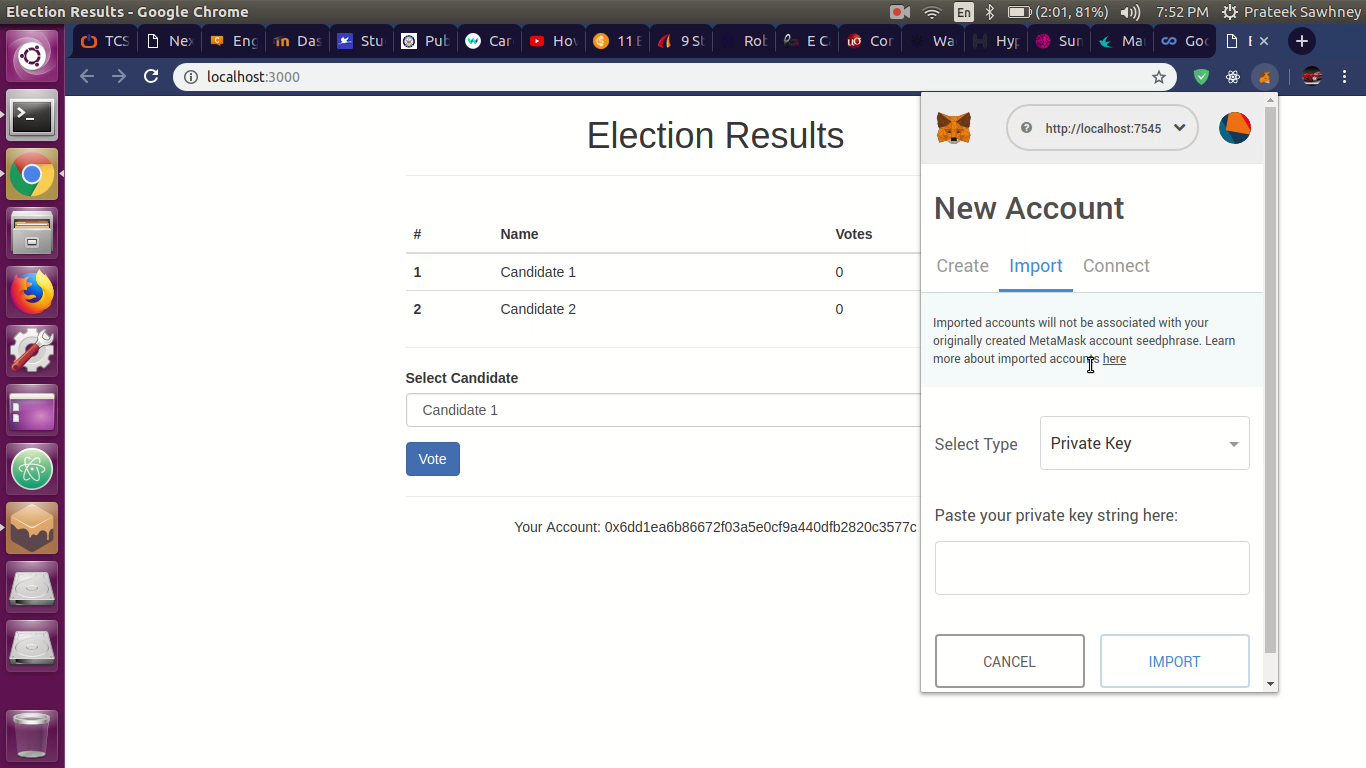 Election Results - Google Chrome
En
(2:01, 81%)
7:52 PM
Prateek Sawhney
TCS
Nex
Eng
Das
Stu
Pub
Car
Hov
11 E
9 St
Rob
E C
Cor
Wa
Hyp
Sun
Mar
Goo
localhost:3000
Election Results
# Name Votes
1 Candidate 1 0
2 Candidate 2 0
Select Candidate
Candidate 1
Vote
Your Account: 0x6dd1ea6b86672f03a5e0cf9a440dfb2820c3577c
http://localhost:7545
New Account
Create Import Connect
Imported accounts will not be associated with your
originally created MetaMask account seedphrase. Learn
more about imported accounts here
Select Type
Private Key
Paste your private key string here:
CANCEL
IMPORT